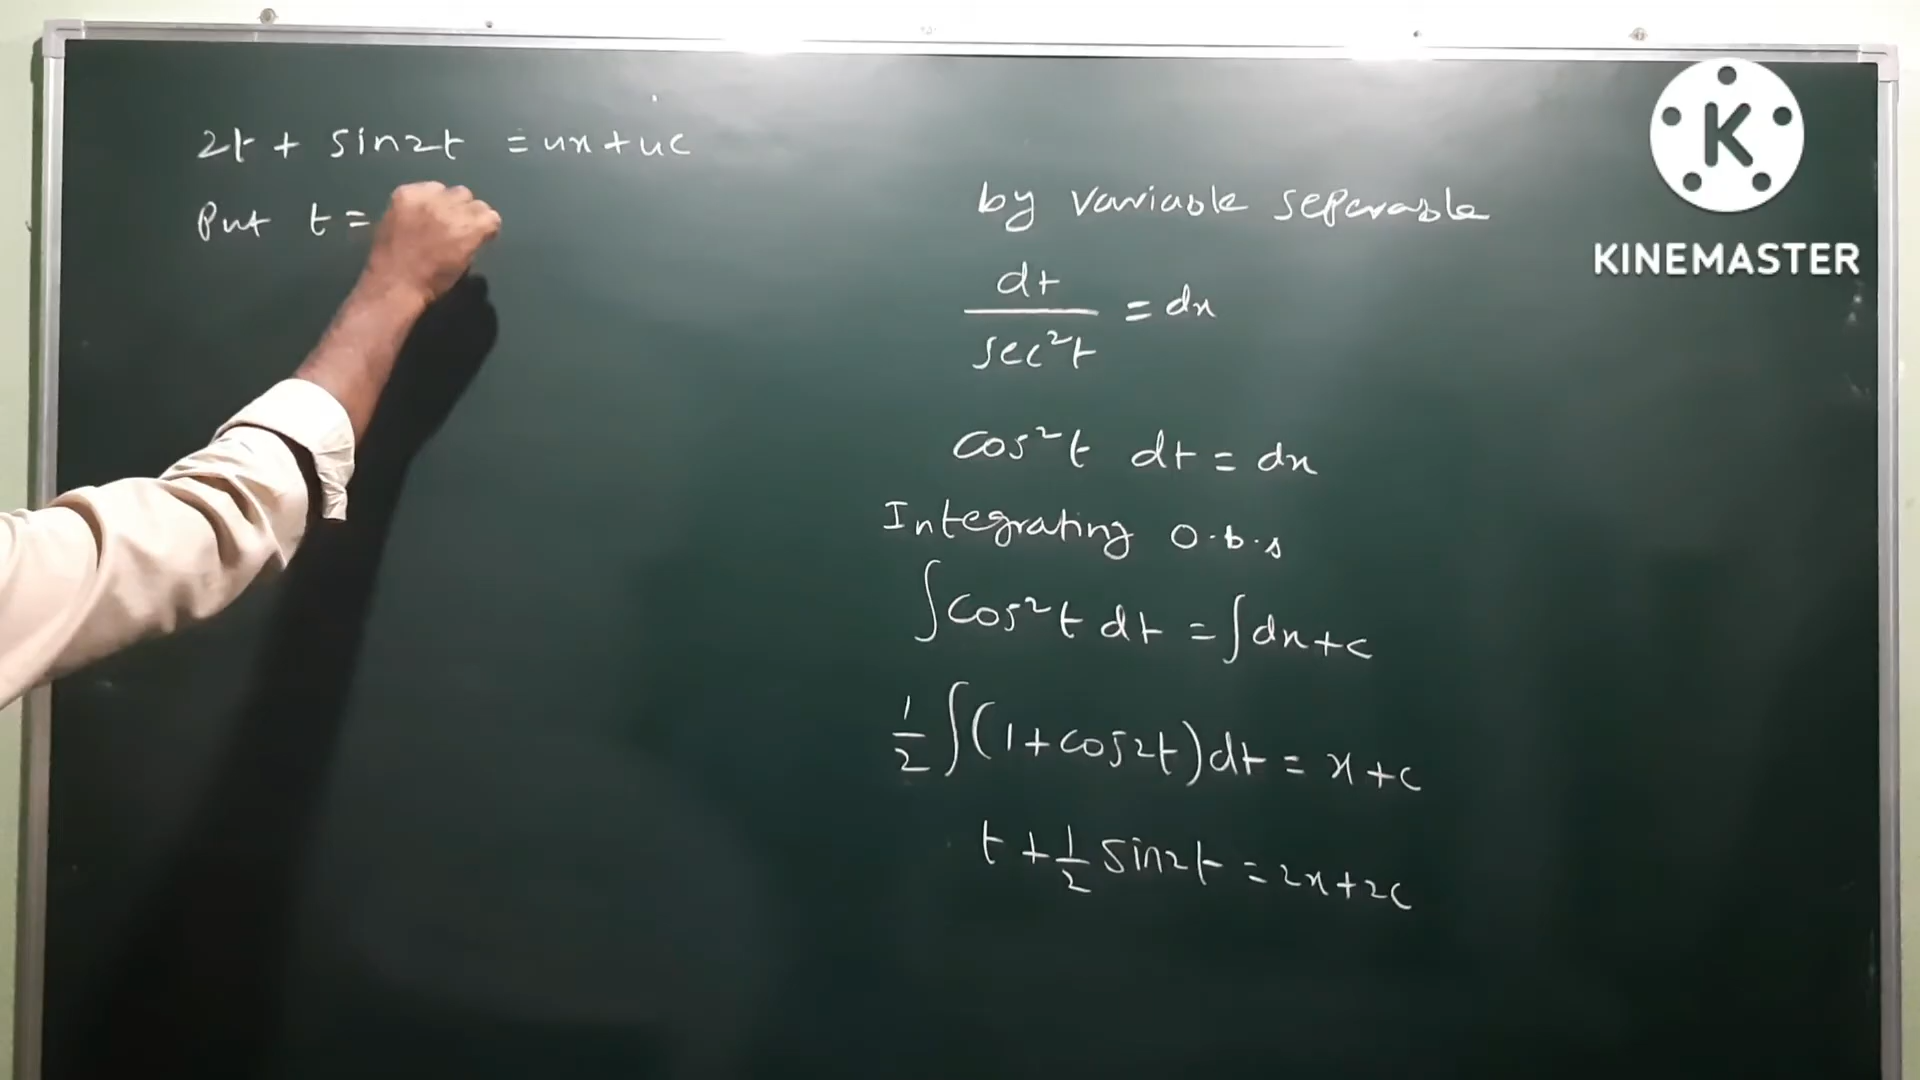 2t + sin2t = 4x+4c
Put t =
by variable separable
dt/sec²t = dx
cos²t dt = dx
Integrating O.b.s
∫cos²t dt = ∫dx+c
1/2 ∫(1+cos2t)dt = x+c
t + 1/2 sin2t = 2x+2c
K
KINEMASTER